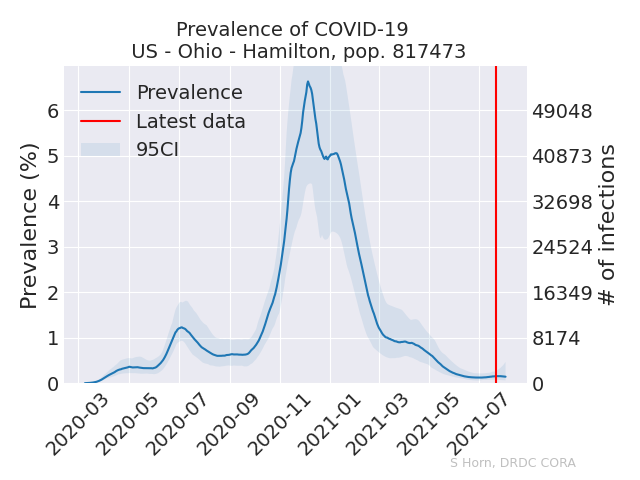 Prevalence of COVID-19
US - Ohio - Hamilton, pop. 817473
Prevalence
Latest data
95CI
Prevalence (%)
6
5
4
3
2
1
0
49048
40873
32698
24524
16349
8174
0
# of infections
2020-03
2020-05
2020-07
2020-09
2020-11
2021-01
2021-03
2021-05
2021-07
S Horn, DRDC CORA